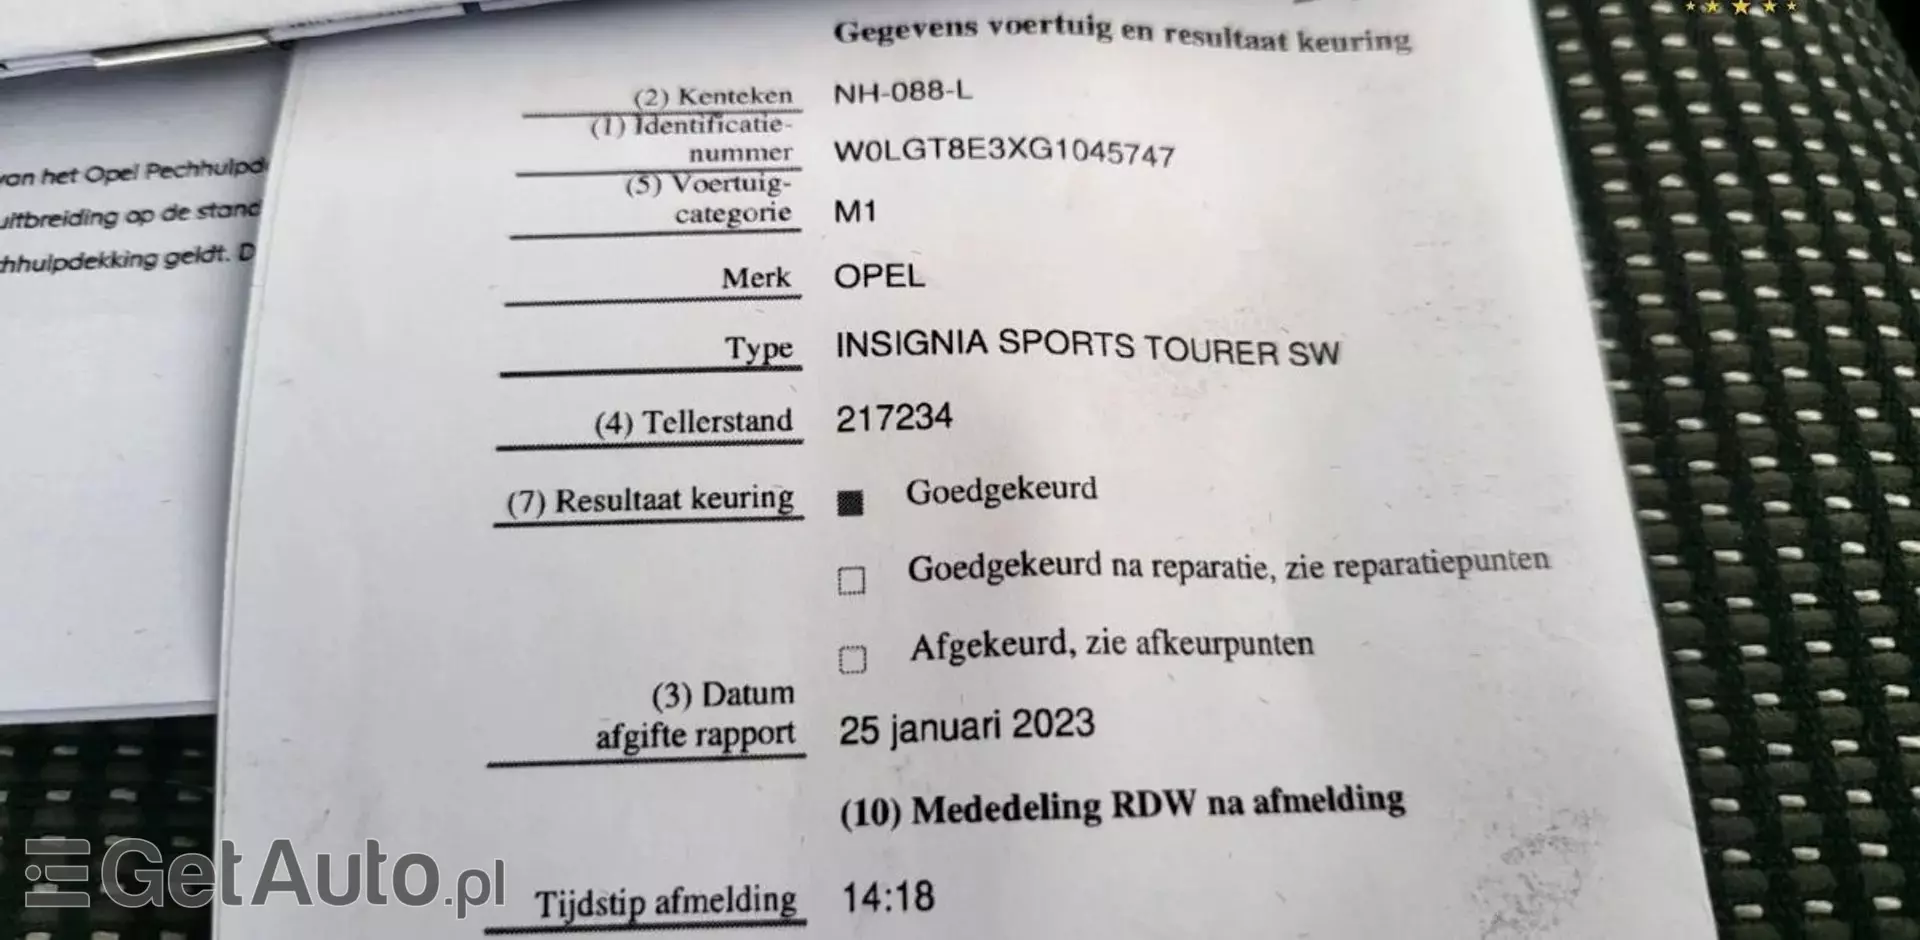 Gegevens voertuig en resultaat keuring
(2) Kenteken NH-088-L
(1) Identificatie-
nummer W0LGT8E3XG1045747
(5) Voertuig-
categorie M1
Merk OPEL
Type INSIGNIA SPORTS TOURER SW
(4) Tellerstand 217234
(7) Resultaat keuring Goedgekeurd
Goedgekeurd na reparatie, zie reparatiepunten
Afgekeurd, zie afkeurpunten
(3) Datum
afgifte rapport 25 januari 2023
(10) Mededeling RDW na afmelding
Tijdstip afmelding 14:18
van het Opel Pechhulpd
uitbreiding op de stand
hhulpdekking geldt. D
GetAuto.pl